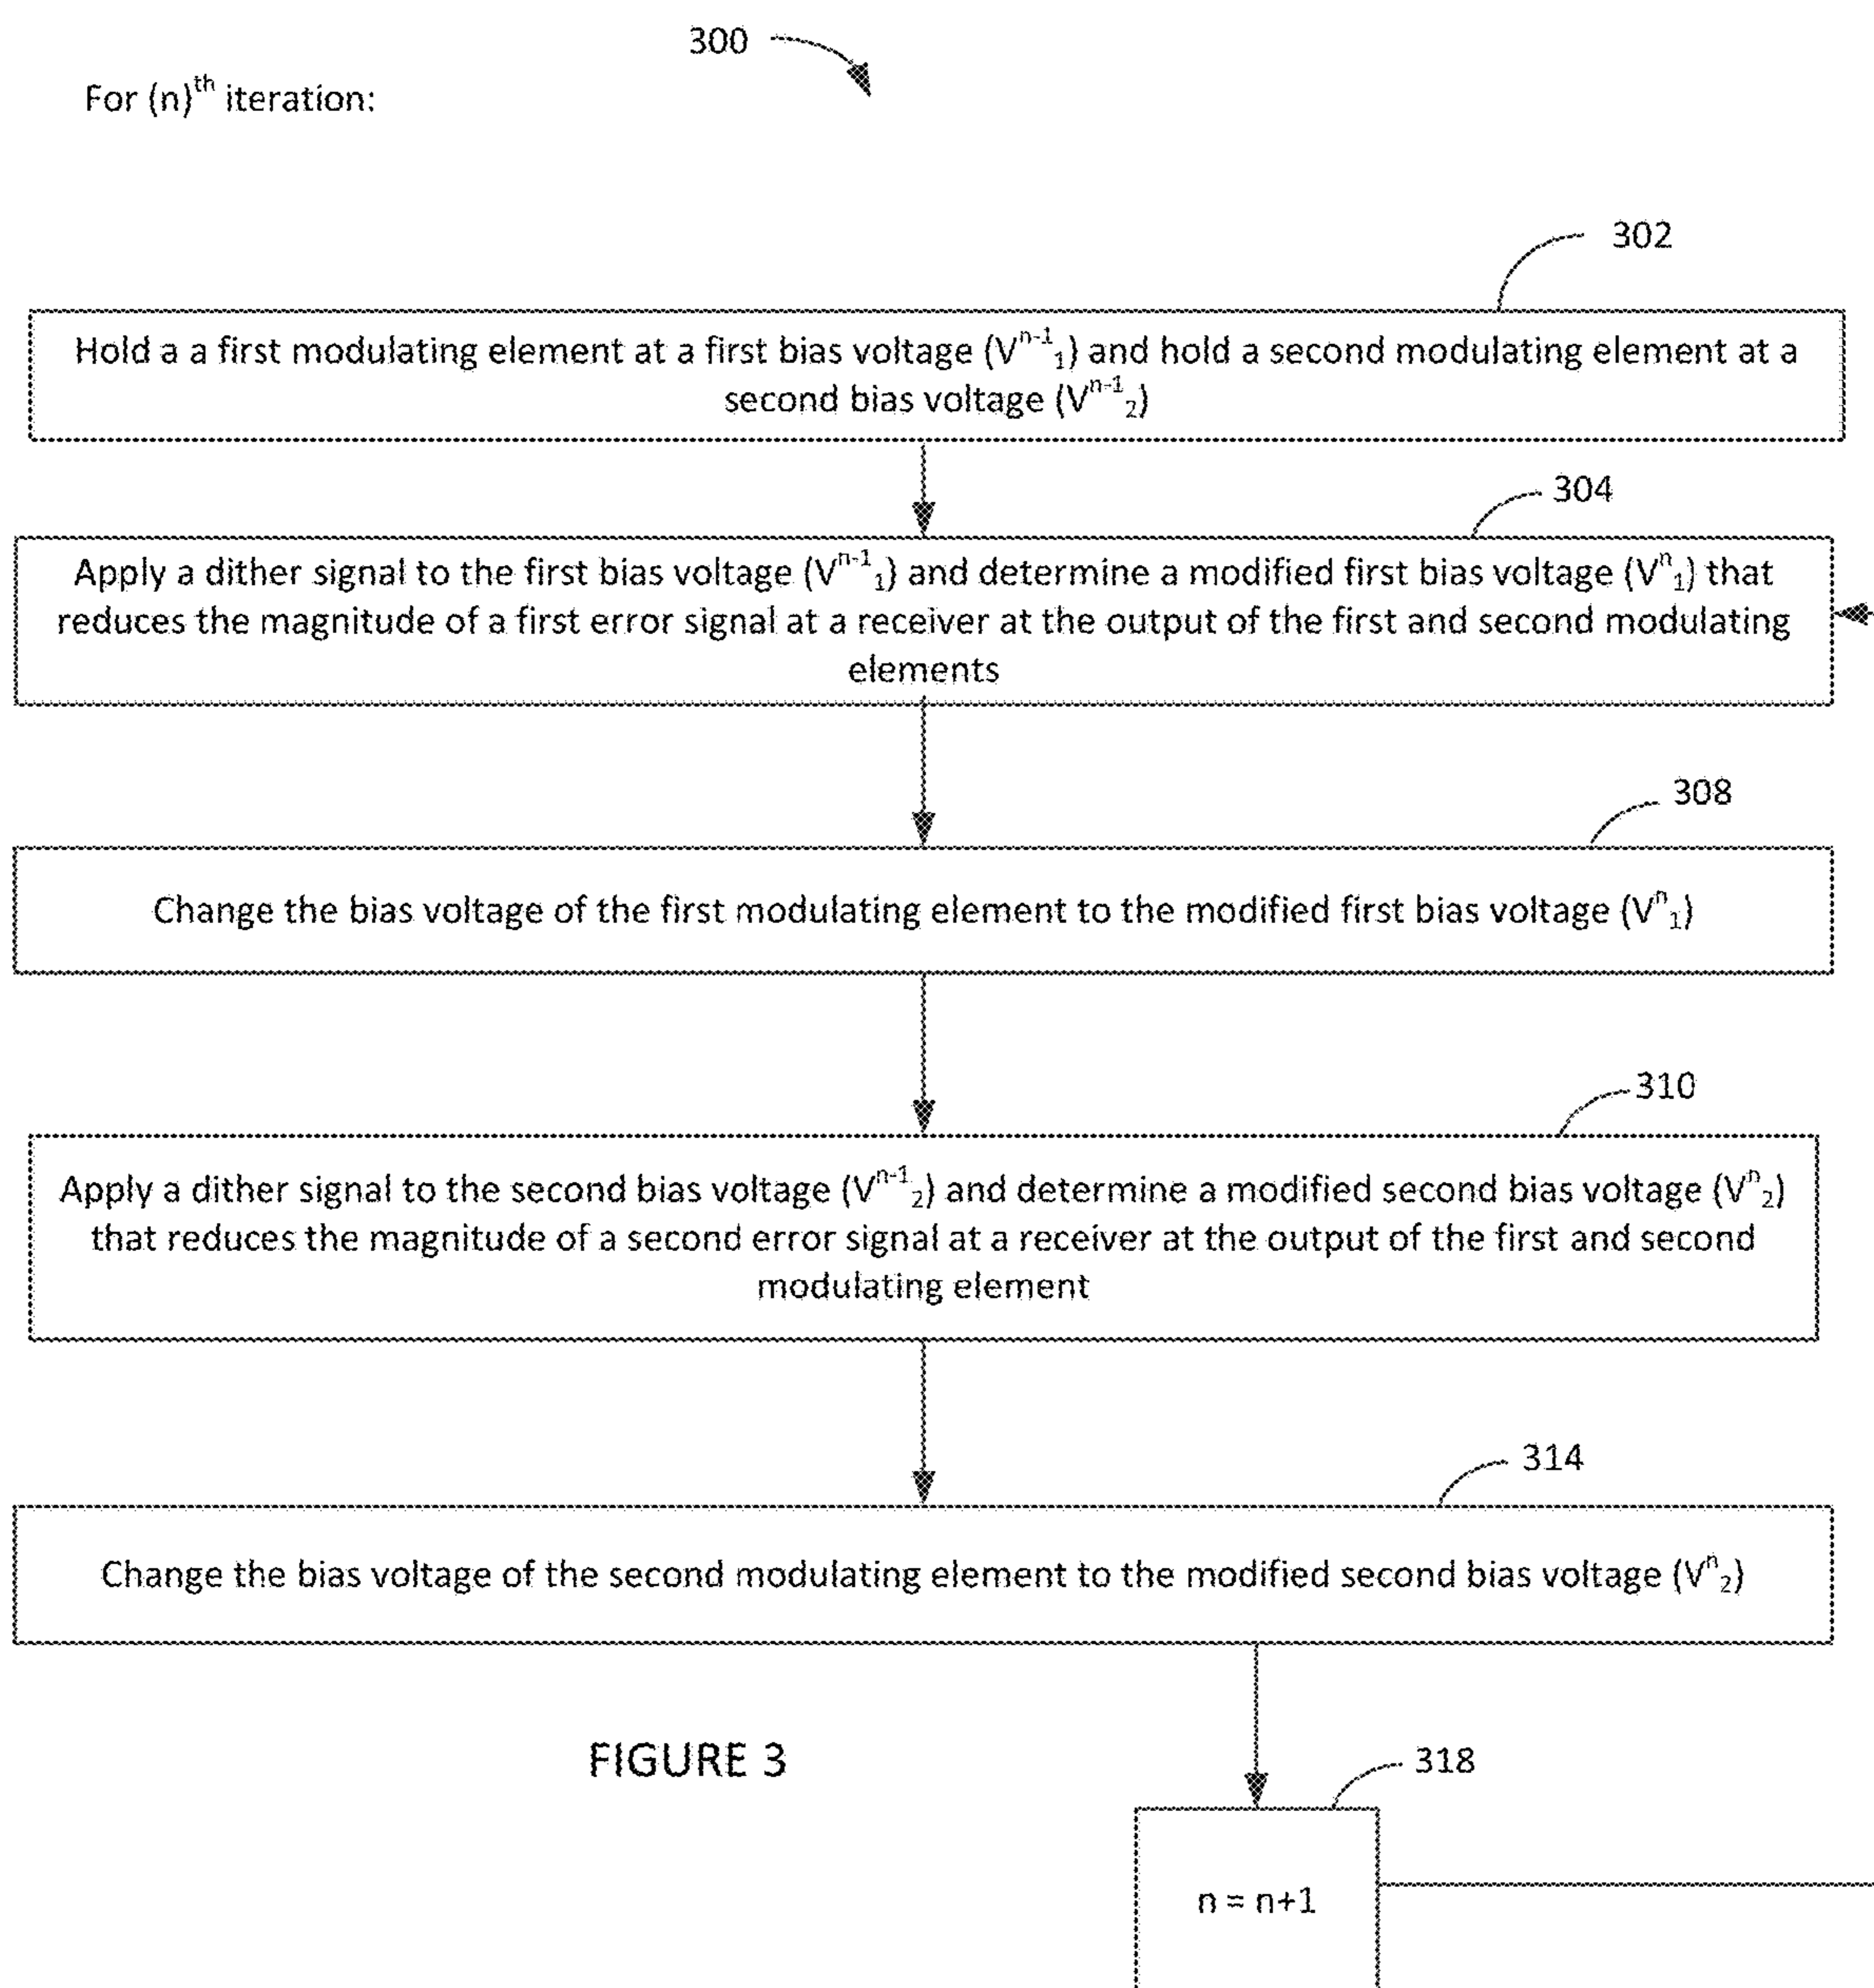 300
For (n)th iteration:
302
Hold a a first modulating element at a first bias voltage (Vn-11) and hold a second modulating element at a
second bias voltage (Vn-12)
304
Apply a dither signal to the first bias voltage (Vn-11) and determine a modified first bias voltage (Vn1) that
reduces the magnitude of a first error signal at a receiver at the output of the first and second modulating
elements
308
Change the bias voltage of the first modulating element to the modified first bias voltage (Vn1)
310
Apply a dither signal to the second bias voltage (Vn-12) and determine a modified second bias voltage (Vn2)
that reduces the magnitude of a second error signal at a receiver at the output of the first and second
modulating element
314
Change the bias voltage of the second modulating element to the modified second bias voltage (Vn2)
FIGURE 3
318
n = n+1